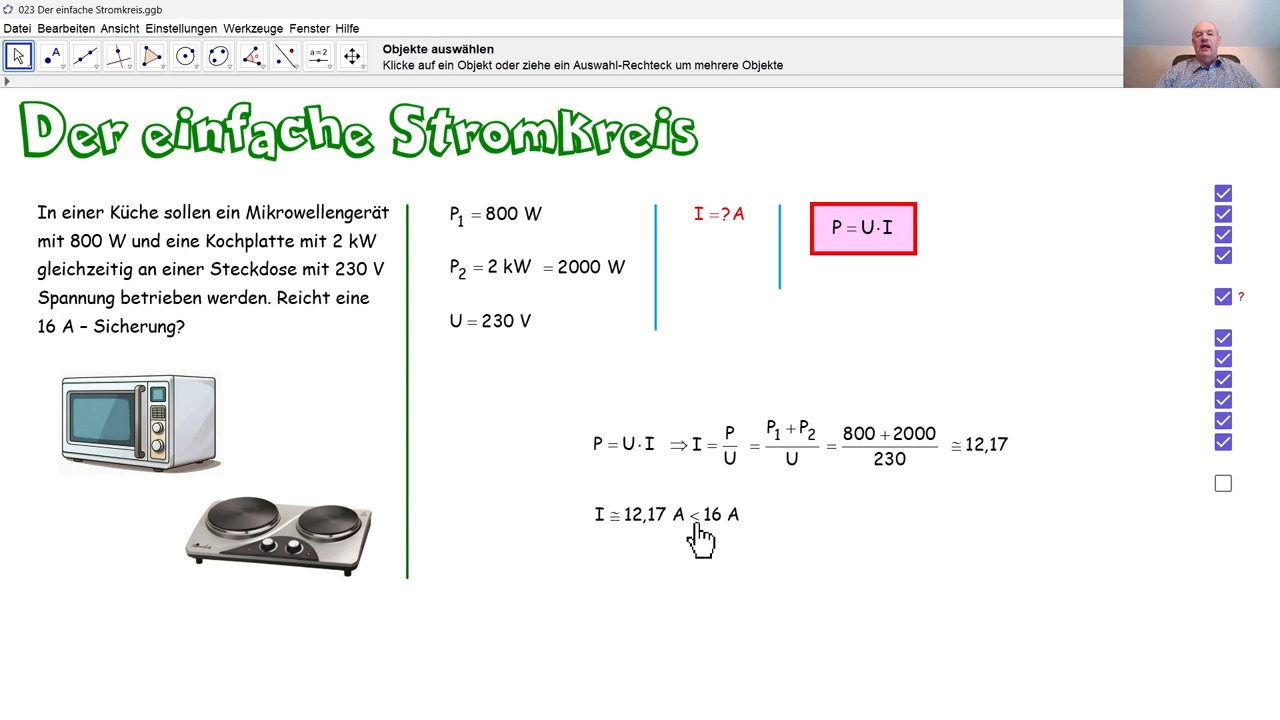 023 Der einfache Stromkreis.ggb
Datei Bearbeiten Ansicht Einstellungen Werkzeuge Fenster Hilfe
Objekte auswählen
Klicke auf ein Objekt oder ziehe ein Auswahl-Rechteck um mehrere Objekte
A
a=2
Der einfache Stromkreis
In einer Küche sollen ein Mikrowellengerät
mit 800 W und eine Kochplatte mit 2 kW
gleichzeitig an einer Steckdose mit 230 V
Spannung betrieben werden. Reicht eine
16 A – Sicherung?
P₁ = 800 W
P₂ = 2 kW = 2000 W
U = 230 V
I = ? A
P = U · I
?
P = U · I ⇒ I = P/U = (P₁ + P₂)/U = (800 + 2000)/230 ≅ 12,17
I ≅ 12,17 A < 16 A